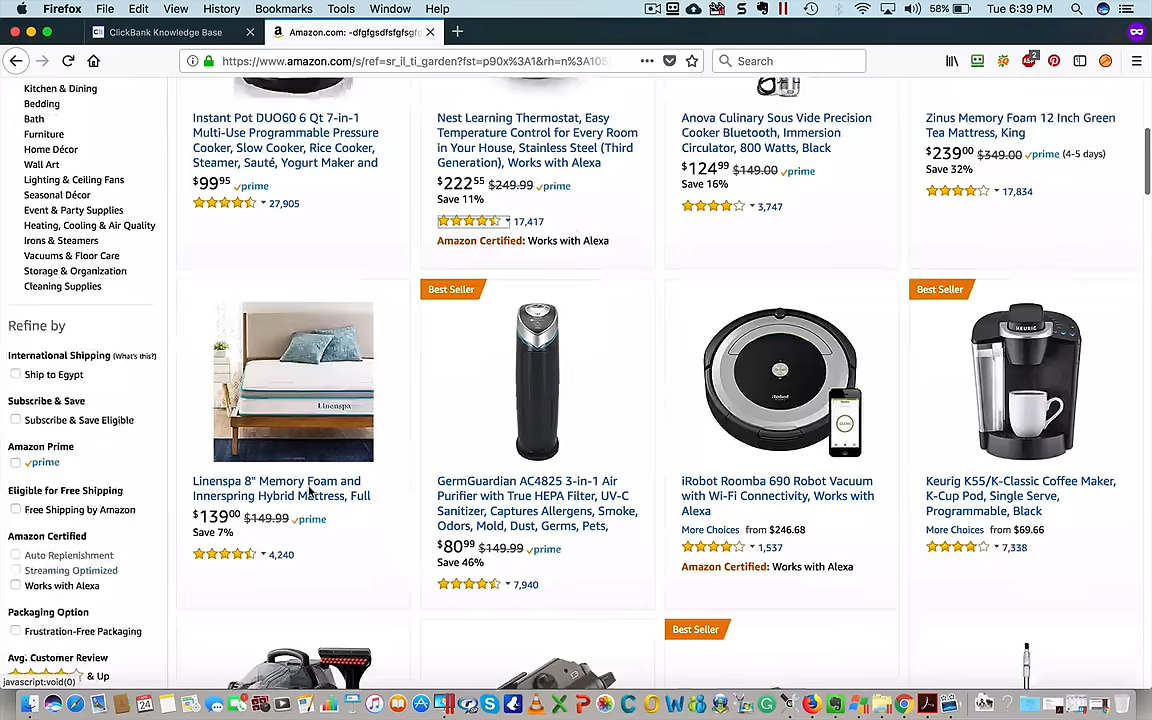 Firefox File Edit View History Bookmarks Tools Window Help
58% Tue 6:39 PM
ClickBank Knowledge Base
Amazon.com: -dfgfgsdfsfgfsgf
https://www.amazon.com/s/ref=sr_il_ti_garden?fst=p90x%3A1&rh=n%3A105
Search
2
Kitchen & Dining
Bedding
Bath
Furniture
Home Décor
Wall Art
Lighting & Ceiling Fans
Seasonal Décor
Event & Party Supplies
Heating, Cooling & Air Quality
Irons & Steamers
Vacuums & Floor Care
Storage & Organization
Cleaning Supplies
Refine by
International Shipping (What's this?)
Ship to Egypt
Subscribe & Save
Subscribe & Save Eligible
Amazon Prime
prime
Eligible for Free Shipping
Free Shipping by Amazon
Amazon Certified
Auto Replenishment
Streaming Optimized
Works with Alexa
Packaging Option
Frustration-Free Packaging
Avg. Customer Review
& Up
javascript:void(0)
Instant Pot DUO60 6 Qt 7-in-1
Multi-Use Programmable Pressure
Cooker, Slow Cooker, Rice Cooker,
Steamer, Sauté, Yogurt Maker and
$99 95 prime
27,905
Nest Learning Thermostat, Easy
Temperature Control for Every Room
in Your House, Stainless Steel (Third
Generation), Works with Alexa
$222 55 $249.99 prime
Save 11%
17,417
Amazon Certified: Works with Alexa
Anova Culinary Sous Vide Precision
Cooker Bluetooth, Immersion
Circulator, 800 Watts, Black
$124 99 $149.00 prime
Save 16%
3,747
Zinus Memory Foam 12 Inch Green
Tea Mattress, King
$239 00 $349.00 prime (4-5 days)
Save 32%
17,834
Linenspa
Linenspa 8" Memory Foam and
Innerspring Hybrid Mattress, Full
$139 00 $149.99 prime
Save 7%
4,240
Best Seller
GermGuardian AC4825 3-in-1 Air
Purifier with True HEPA Filter, UV-C
Sanitizer, Captures Allergens, Smoke,
Odors, Mold, Dust, Germs, Pets,
$80 99 $149.99 prime
Save 46%
7,940
iRobot
CLEAN
iRobot Roomba 690 Robot Vacuum
with Wi-Fi Connectivity, Works with
Alexa
More Choices from $246.68
1,537
Amazon Certified: Works with Alexa
Best Seller
KEURIG
Keurig K55/K-Classic Coffee Maker,
K-Cup Pod, Single Serve,
Programmable, Black
More Choices from $69.66
7,338
Best Seller